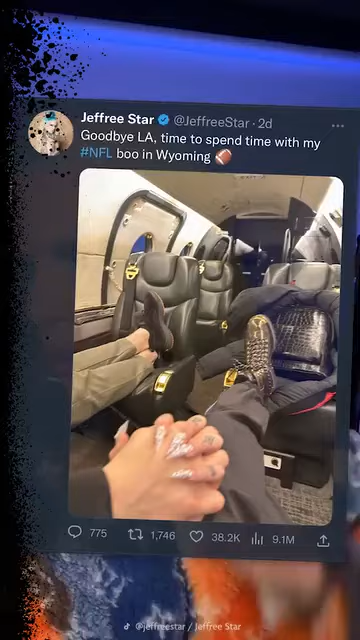 Jeffree Star @JeffreeStar · 2d
Goodbye LA, time to spend time with my
#NFL boo in Wyoming 🏈
775 1,746 38.2K 9.1M
@jeffreestar / Jeffree Star